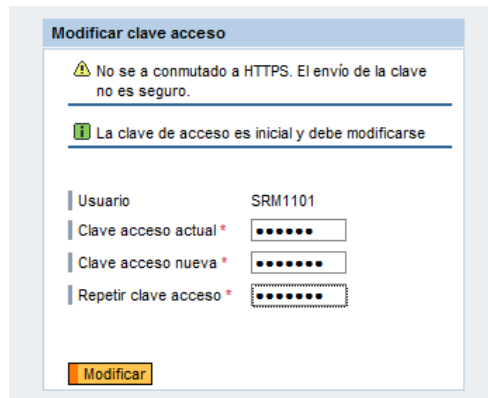 Modificar clave acceso
No se a conmutado a HTTPS. El envío de la clave
no es seguro.
La clave de acceso es inicial y debe modificarse
Usuario SRM1101
Clave acceso actual * ••••••
Clave acceso nueva * •••••••
Repetir clave acceso * •••••••
Modificar